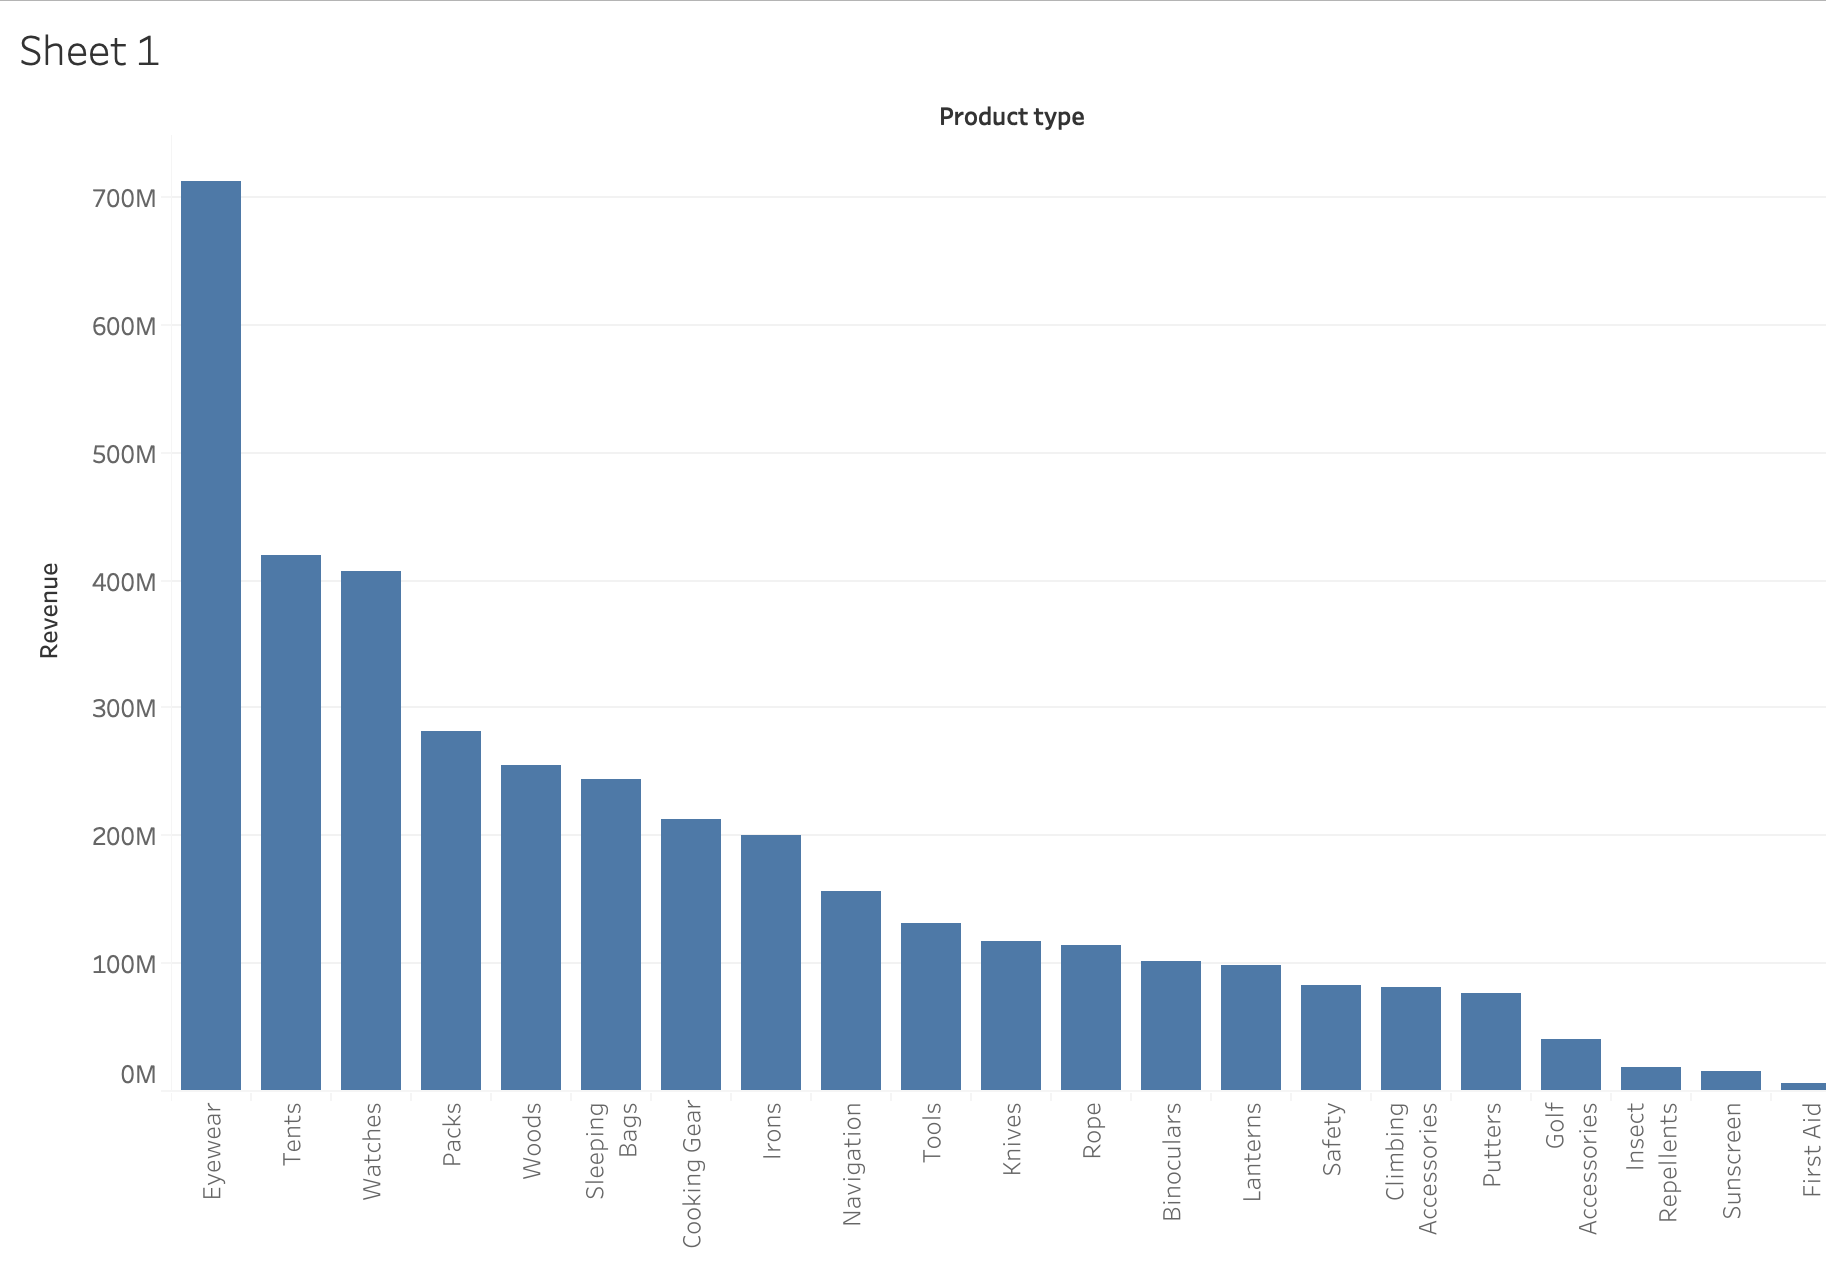 Sheet 1
Product type
700M
600M
500M
400M
300M
200M
100M
0M
Revenue
Eyewear
Tents
Watches
Packs
Woods
Sleeping
Bags
Cooking Gear
Irons
Navigation
Tools
Knives
Rope
Binoculars
Lanterns
Safety
Climbing
Accessories
Putters
Golf
Accessories
Insect
Repellents
Sunscreen
First Aid